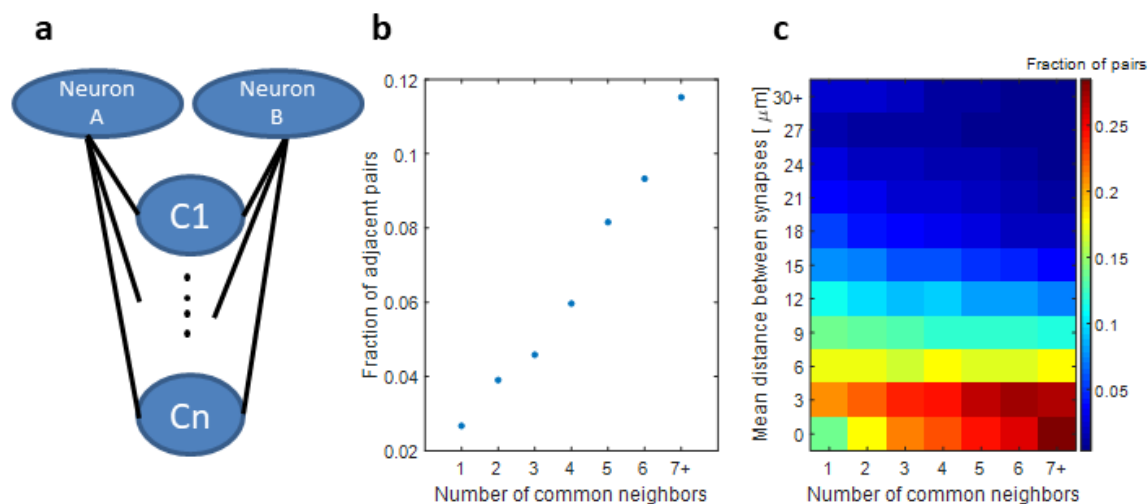 a
Neuron
A
Neuron
B
C1
Cn
b
0.12
0.1
0.08
0.06
0.04
0.02
Fraction of adjacent pairs
1 2 3 4 5 6 7+
Number of common neighbors
c
Fraction of pairs
Mean distance between synapses [ μm]
30+
27
24
21
18
15
12
9
6
3
0
1 2 3 4 5 6 7+
Number of common neighbors
0.25
0.2
0.15
0.1
0.05